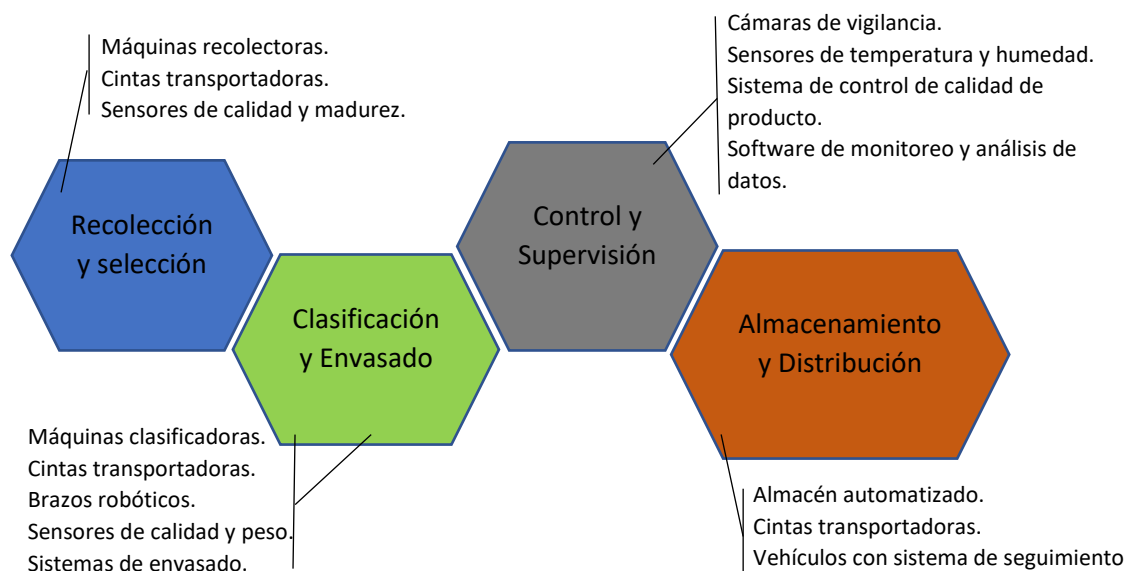 Máquinas recolectoras.
Cintas transportadoras.
Sensores de calidad y madurez.
Cámaras de vigilancia.
Sensores de temperatura y humedad.
Sistema de control de calidad de
producto.
Software de monitoreo y análisis de
datos.
Recolección
y selección
Control y
Supervisión
Clasificación
y Envasado
Almacenamiento
y Distribución
Máquinas clasificadoras.
Cintas transportadoras.
Brazos robóticos.
Sensores de calidad y peso.
Sistemas de envasado.
Almacén automatizado.
Cintas transportadoras.
Vehículos con sistema de seguimiento